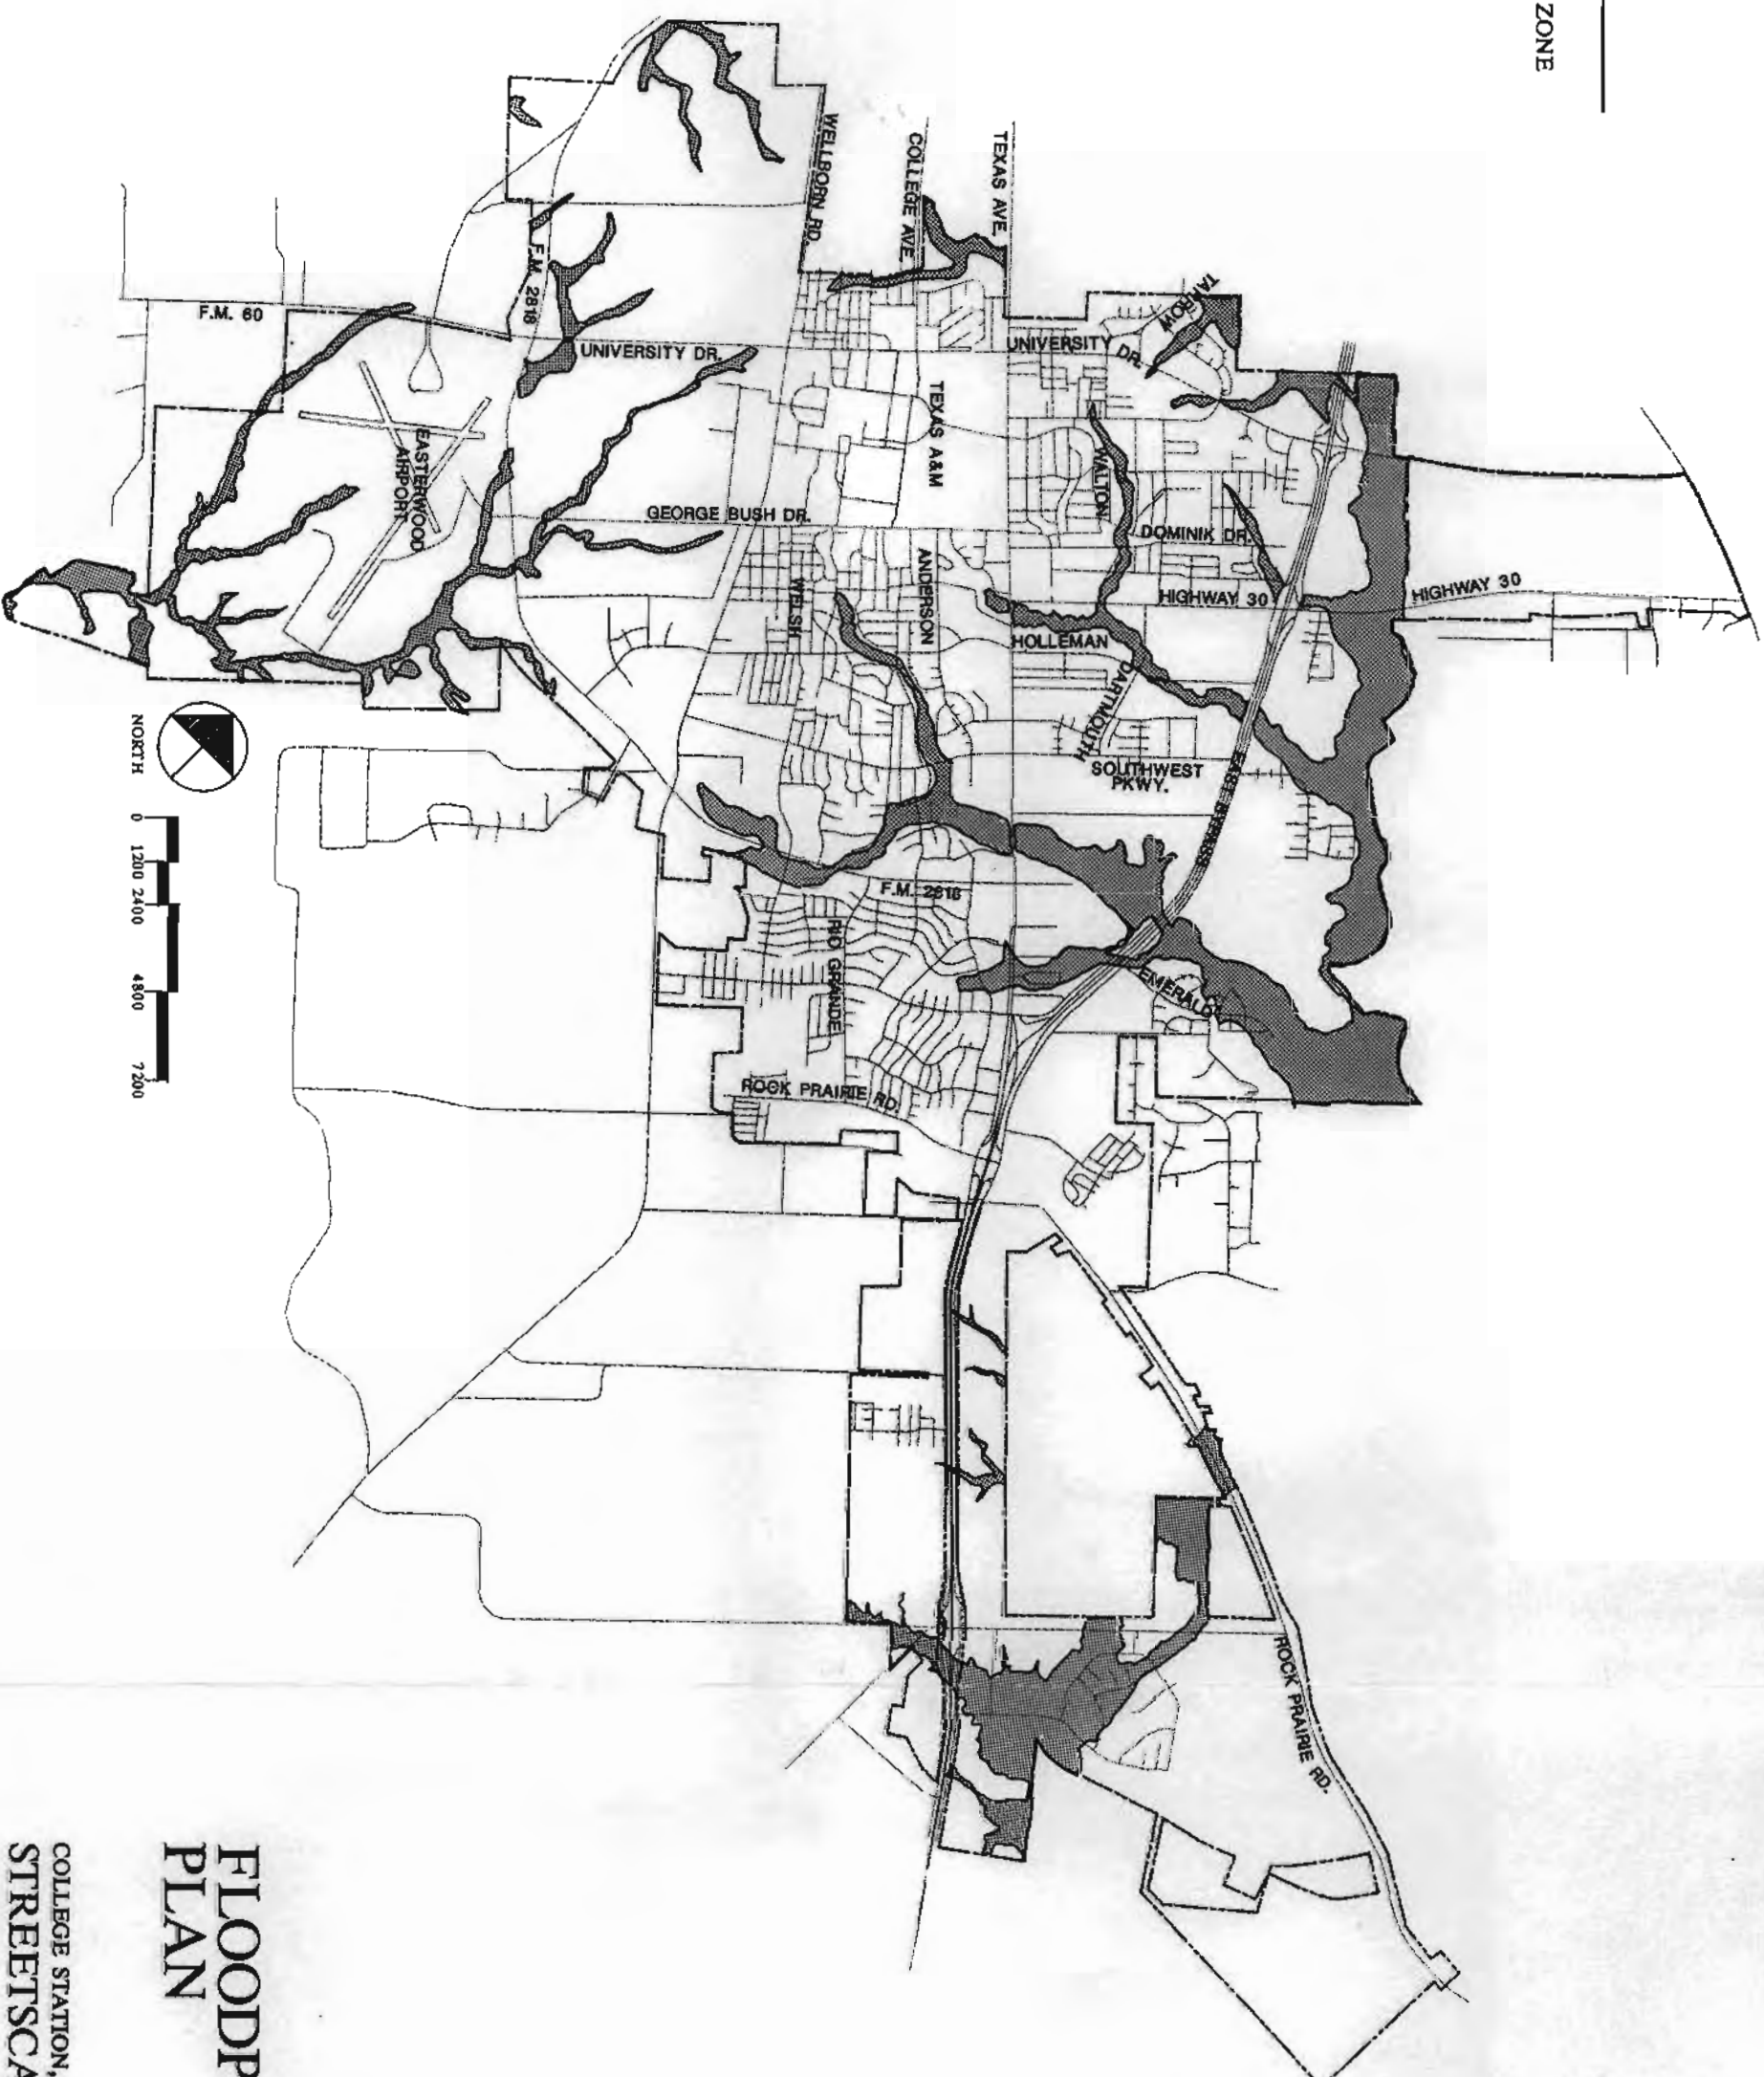 ZONE
WELLBORN RD.
COLLEGE AVE
TEXAS AVE.
TARROW
F.M. 2818
F.M. 60
UNIVERSITY DR.
UNIVERSITY DR.
TEXAS A&M
WALTON
EASTERWOOD
AIRPORT
GEORGE BUSH DR.
DOMINIK DR.
ANDERSON
WELSH
HIGHWAY 30
HIGHWAY 30
HOLLEMAN
DARTMOUTH
SOUTHWEST
PKWY.
EAST BYPASS
NORTH
0 1200 2400 4800 7200
F.M. 2818
RIO GRANDE
EMERALD
ROCK PRAIRIE RD.
ROCK PRAIRIE RD.
FLOODP
PLAN
COLLEGE STATION,
STREETSCA